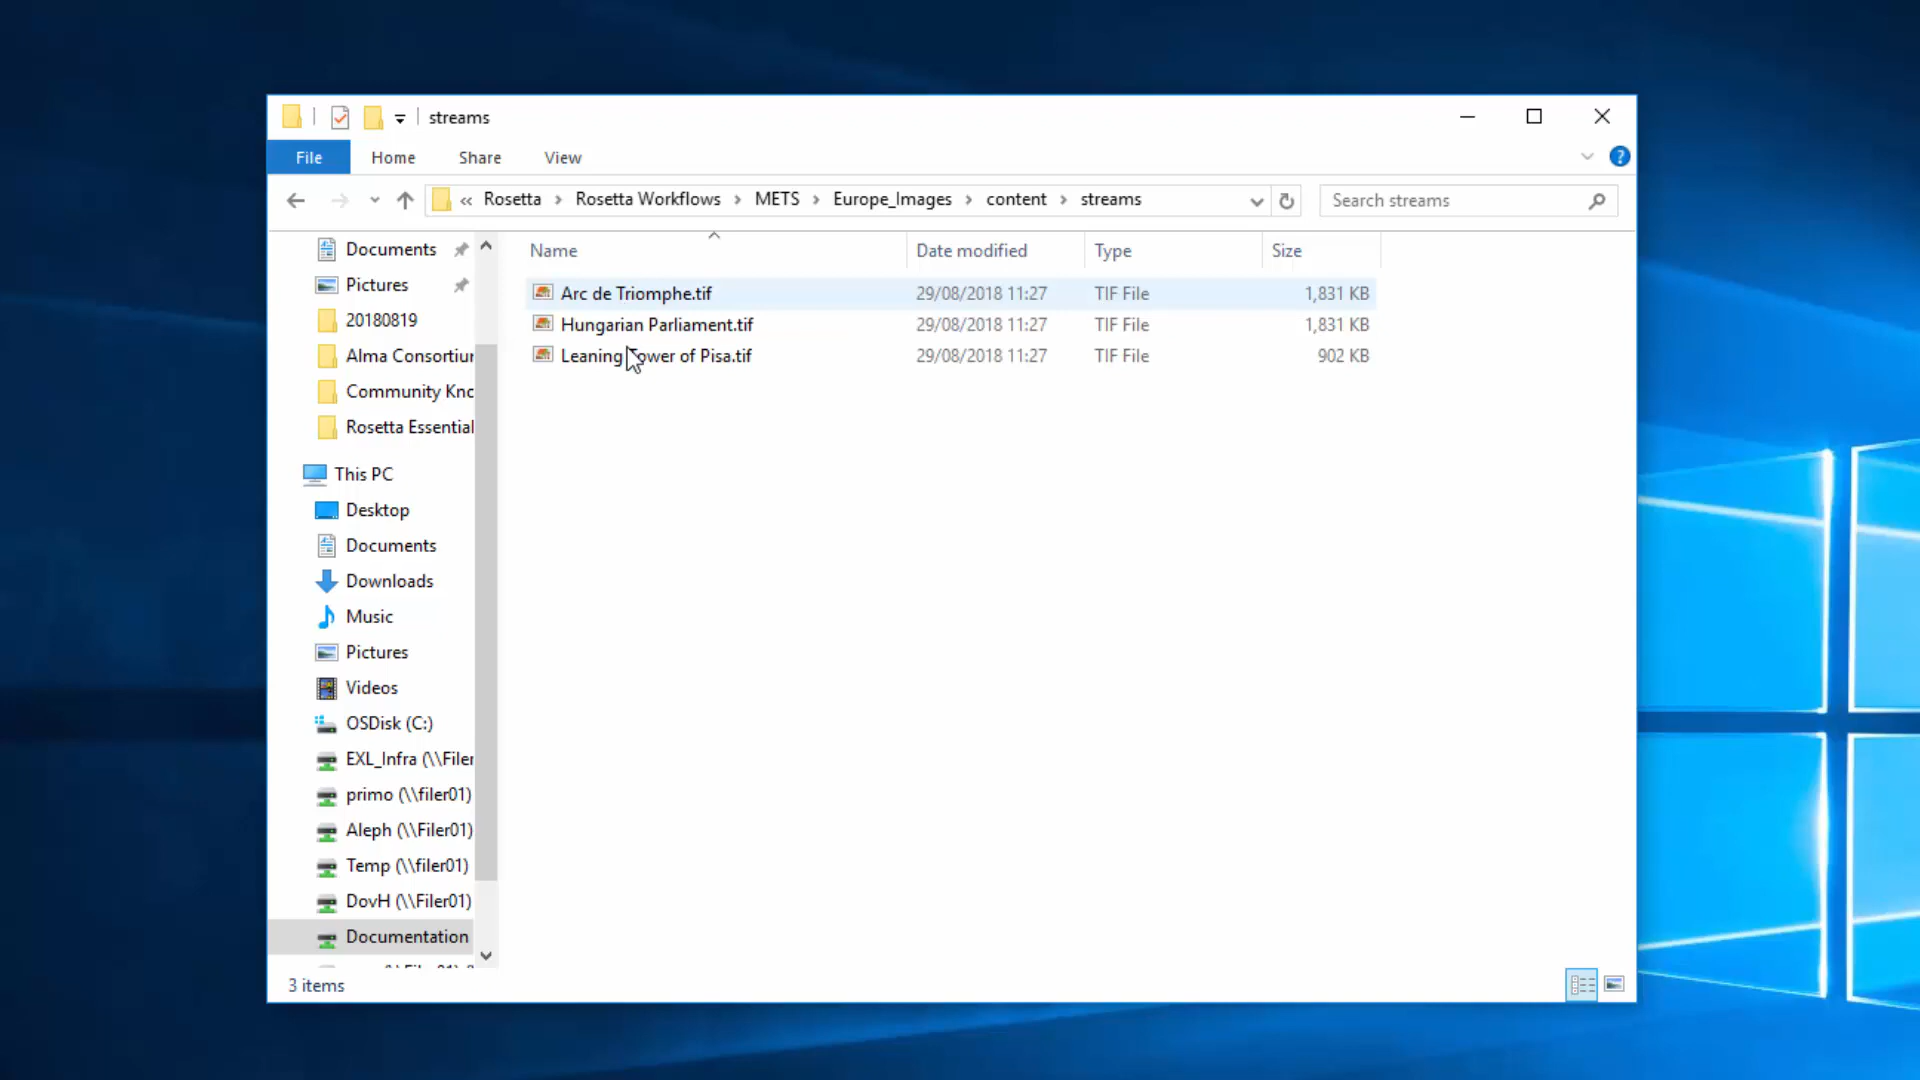 streams
File Home Share View
« Rosetta › Rosetta Workflows › METS › Europe_Images › content › streams
Search streams
Name Date modified Type Size
Arc de Triomphe.tif 29/08/2018 11:27 TIF File 1,831 KB
Hungarian Parliament.tif 29/08/2018 11:27 TIF File 1,831 KB
Leaning Tower of Pisa.tif 29/08/2018 11:27 TIF File 902 KB
Documents
Pictures
20180819
Alma Consortiur
Community Knc
Rosetta Essential
This PC
Desktop
Documents
Downloads
Music
Pictures
Videos
OSDisk (C:)
EXL_Infra (\\Filer
primo (\\filer01)
Aleph (\\Filer01)
Temp (\\filer01)
DovH (\\Filer01)
Documentation
3 items